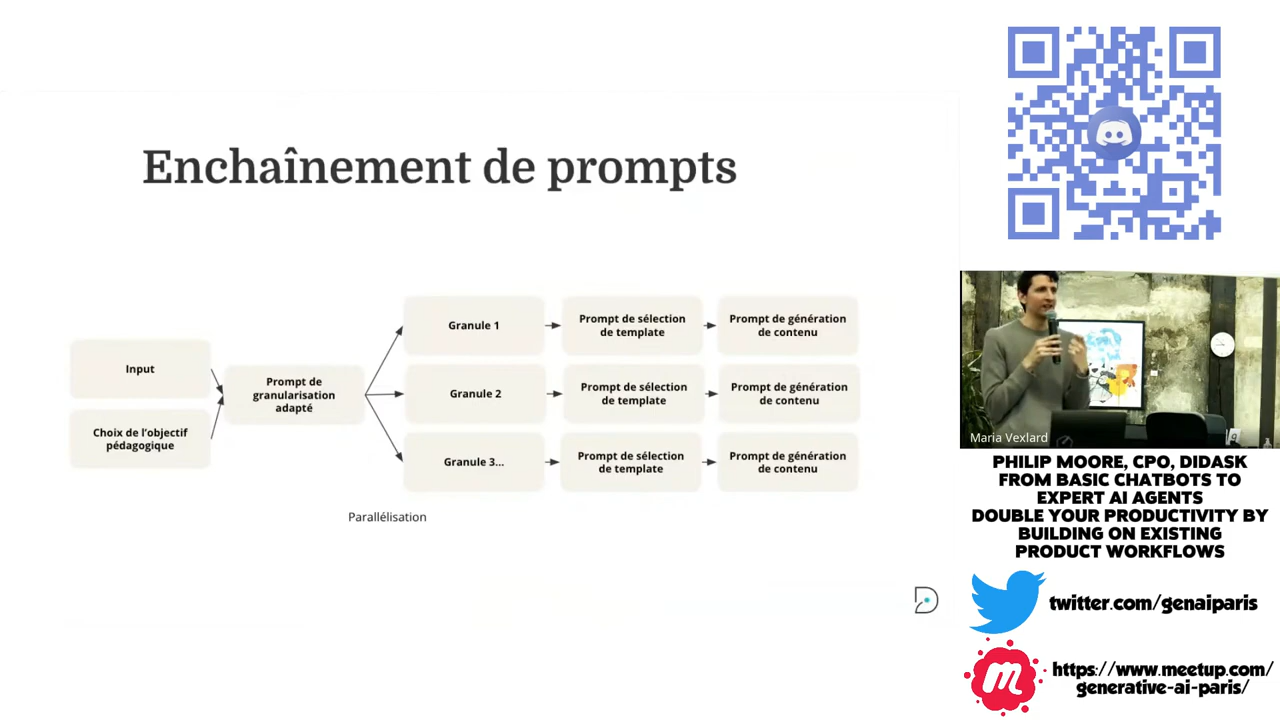 Enchaînement de prompts
Input
Choix de l'objectif
pédagogique
Prompt de
granularisation
adapté
Granule 1
Prompt de sélection
de template
Prompt de génération
de contenu
Granule 2
Prompt de sélection
de template
Prompt de génération
de contenu
Granule 3...
Prompt de sélection
de template
Prompt de génération
de contenu
Parallélisation
Maria Vexlard
PHILIP MOORE, CPO, DIDASK
FROM BASIC CHATBOTS TO
EXPERT AI AGENTS
DOUBLE YOUR PRODUCTIVITY BY
BUILDING ON EXISTING
PRODUCT WORKFLOWS
twitter.com/genaiparis
https://www.meetup.com/
generative-ai-paris/